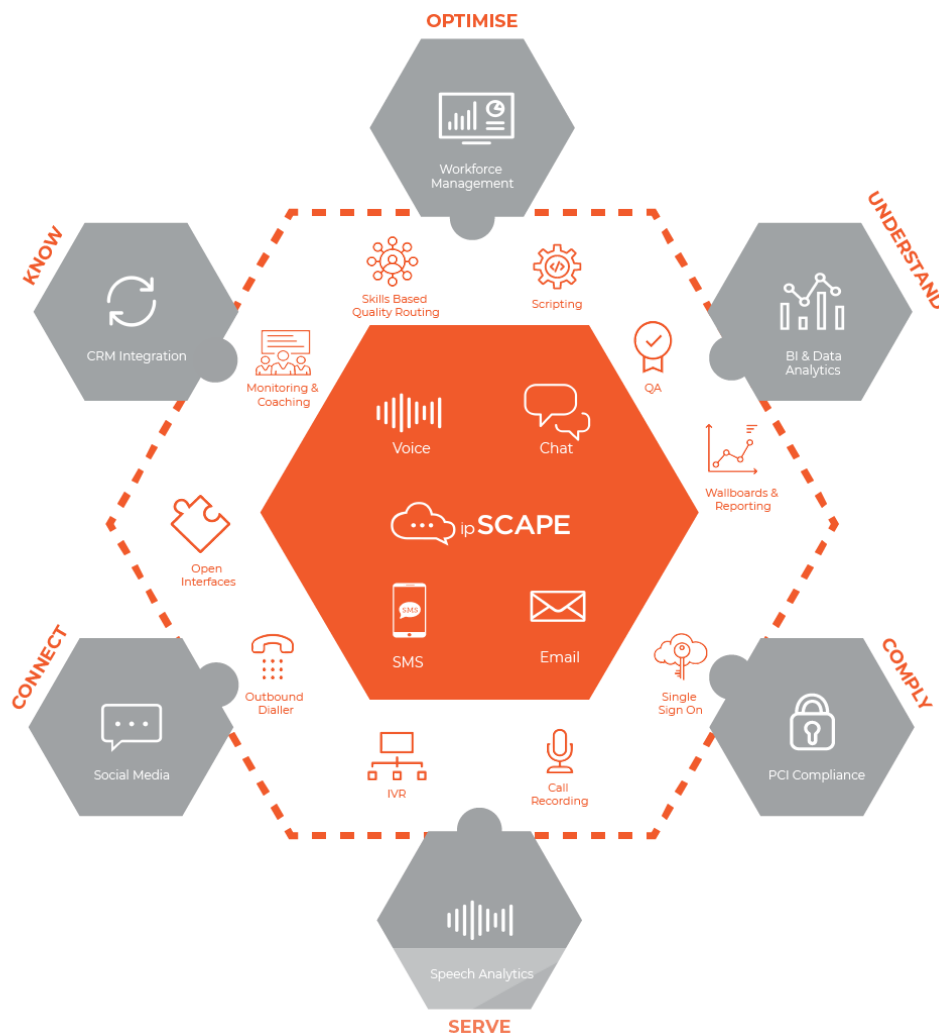 OPTIMISE
Workforce
Management
KNOW
CRM Integration
UNDERSTAND
BI & Data
Analytics
Skills Based
Quality Routing
Scripting
Monitoring &
Coaching
QA
Voice
Chat
Wallboards &
Reporting
ipSCAPE
Open
Interfaces
SMS
SMS
Email
CONNECT
Social Media
COMPLY
PCI Compliance
Outbound
Dialler
Single
Sign On
IVR
Call
Recording
Speech Analytics
SERVE